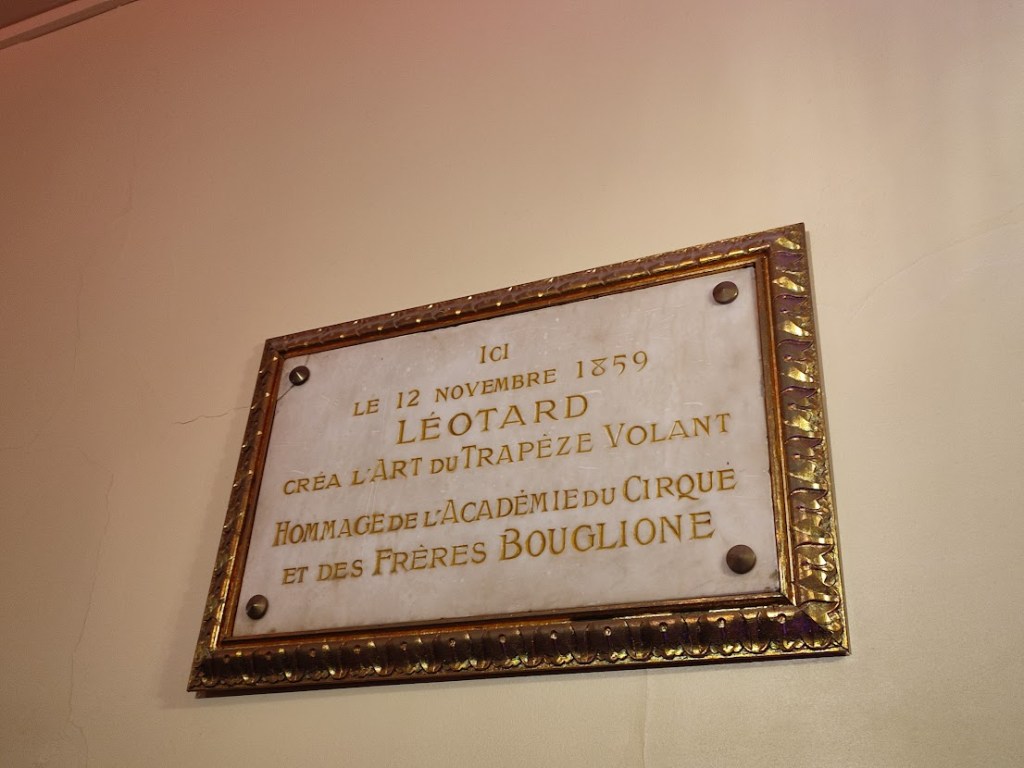 ICI
LE 12 NOVEMBRE 1859
LÉOTARD
CRÉA L'ART DU TRAPÈZE VOLANT
HOMMAGE DE L'ACADÉMIE DU CIRQUE
ET DES FRÈRES BOUGLIONE